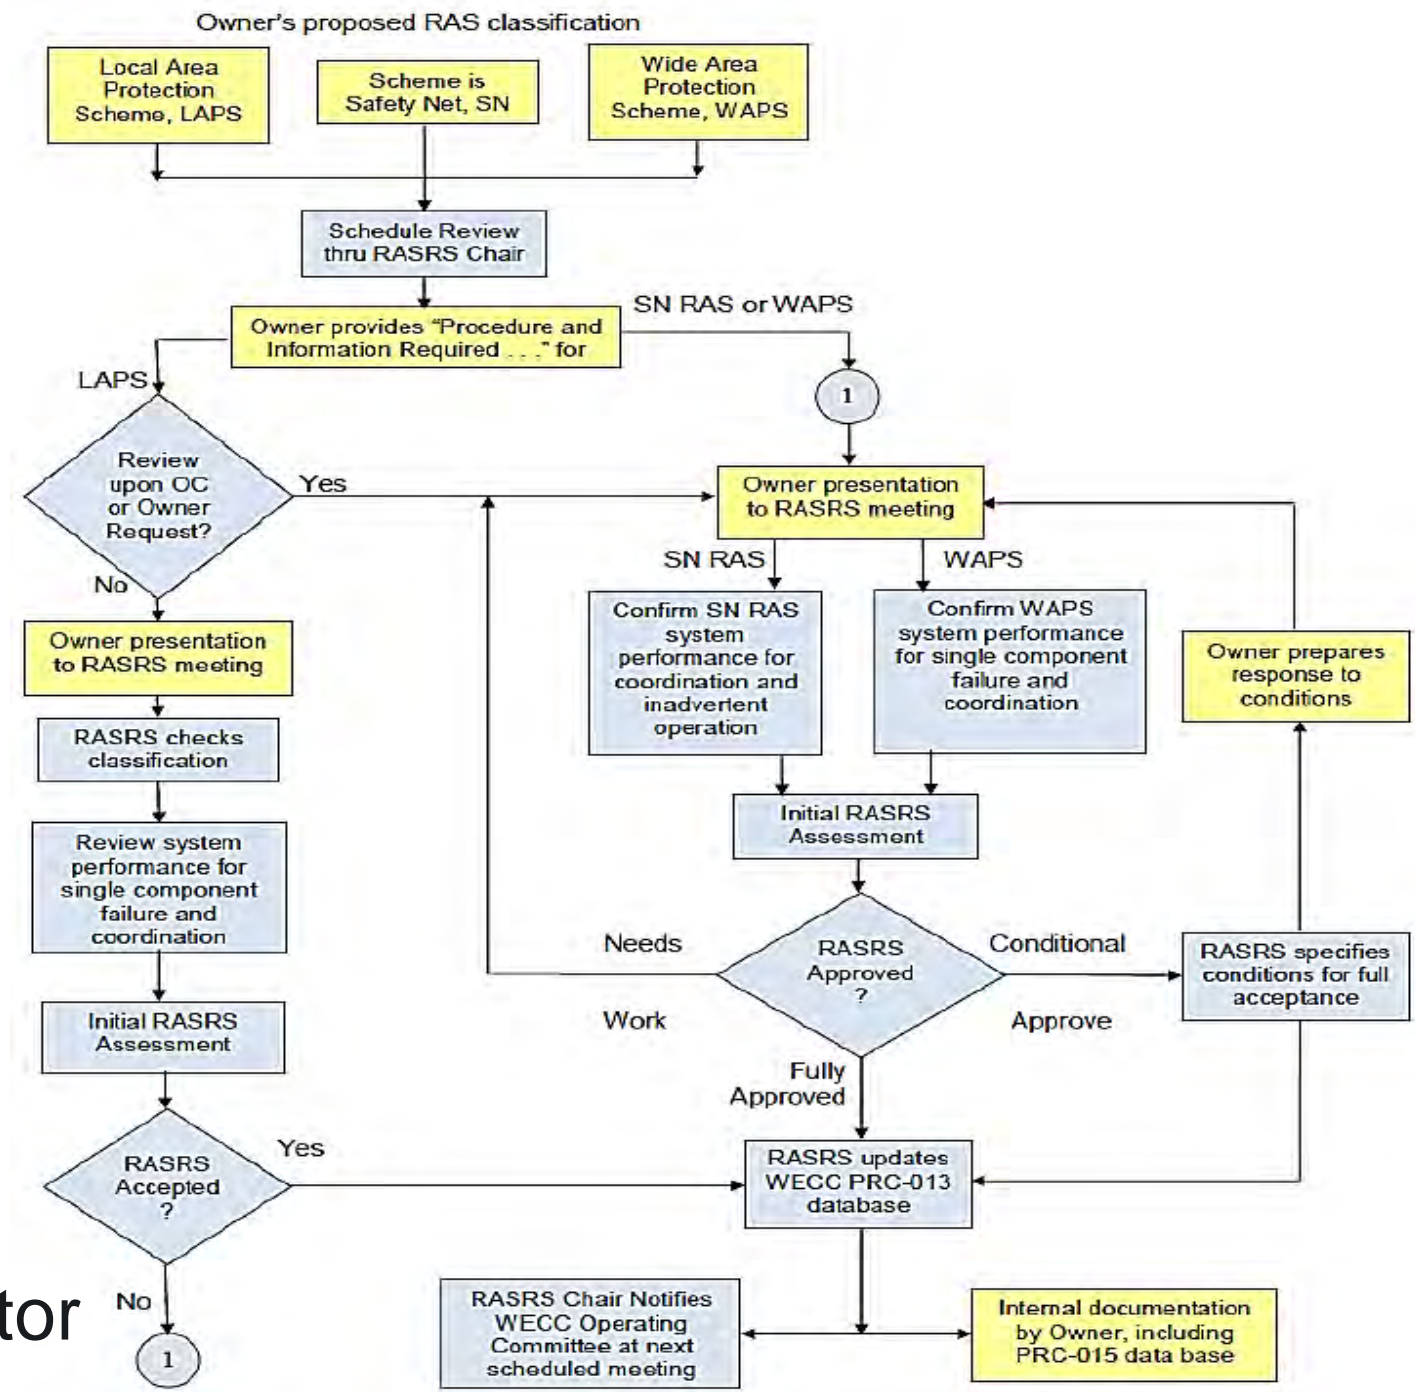 Owner's proposed RAS classification
Local Area
Protection
Scheme, LAPS
Scheme is
Safety Net, SN
Wide Area
Protection
Scheme, WAPS
Schedule Review
thru RASRS Chair
Owner provides “Procedure and
Information Required . . .” for
SN RAS or WAPS
LAPS
1
Review
upon OC
or Owner
Request?
Yes
No
Owner presentation
to RASRS meeting
SN RAS
WAPS
Confirm SN RAS
system
performance for
coordination and
inadvertent
operation
Confirm WAPS
system performance
for single component
failure and
coordination
Owner prepares
response to
conditions
Owner presentation
to RASRS meeting
RASRS checks
classification
Review system
performance for
single component
failure and
coordination
Initial RASRS
Assessment
Initial RASRS
Assessment
RASRS
Approved
?
Needs
Work
Conditional
Approve
RASRS specifies
conditions for full
acceptance
Fully
Approved
RASRS
Accepted
?
Yes
No
1
RASRS updates
WECC PRC-013
database
RASRS Chair Notifies
WECC Operating
Committee at next
scheduled meeting
Internal documentation
by Owner, including
PRC-015 data base
tor